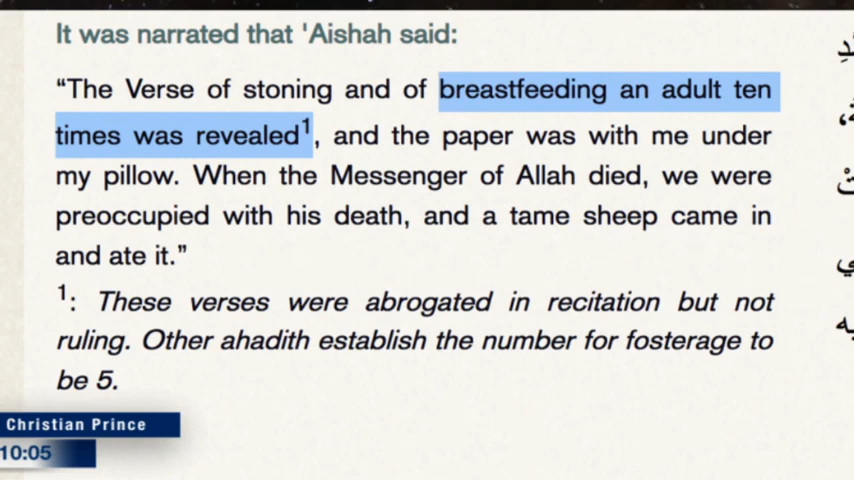 It was narrated that 'Aishah said:
“The Verse of stoning and of breastfeeding an adult ten
times was revealed¹, and the paper was with me under
my pillow. When the Messenger of Allah died, we were
preoccupied with his death, and a tame sheep came in
and ate it.”
¹: These verses were abrogated in recitation but not
ruling. Other ahadith establish the number for fosterage to
be 5.
Christian Prince
10:05